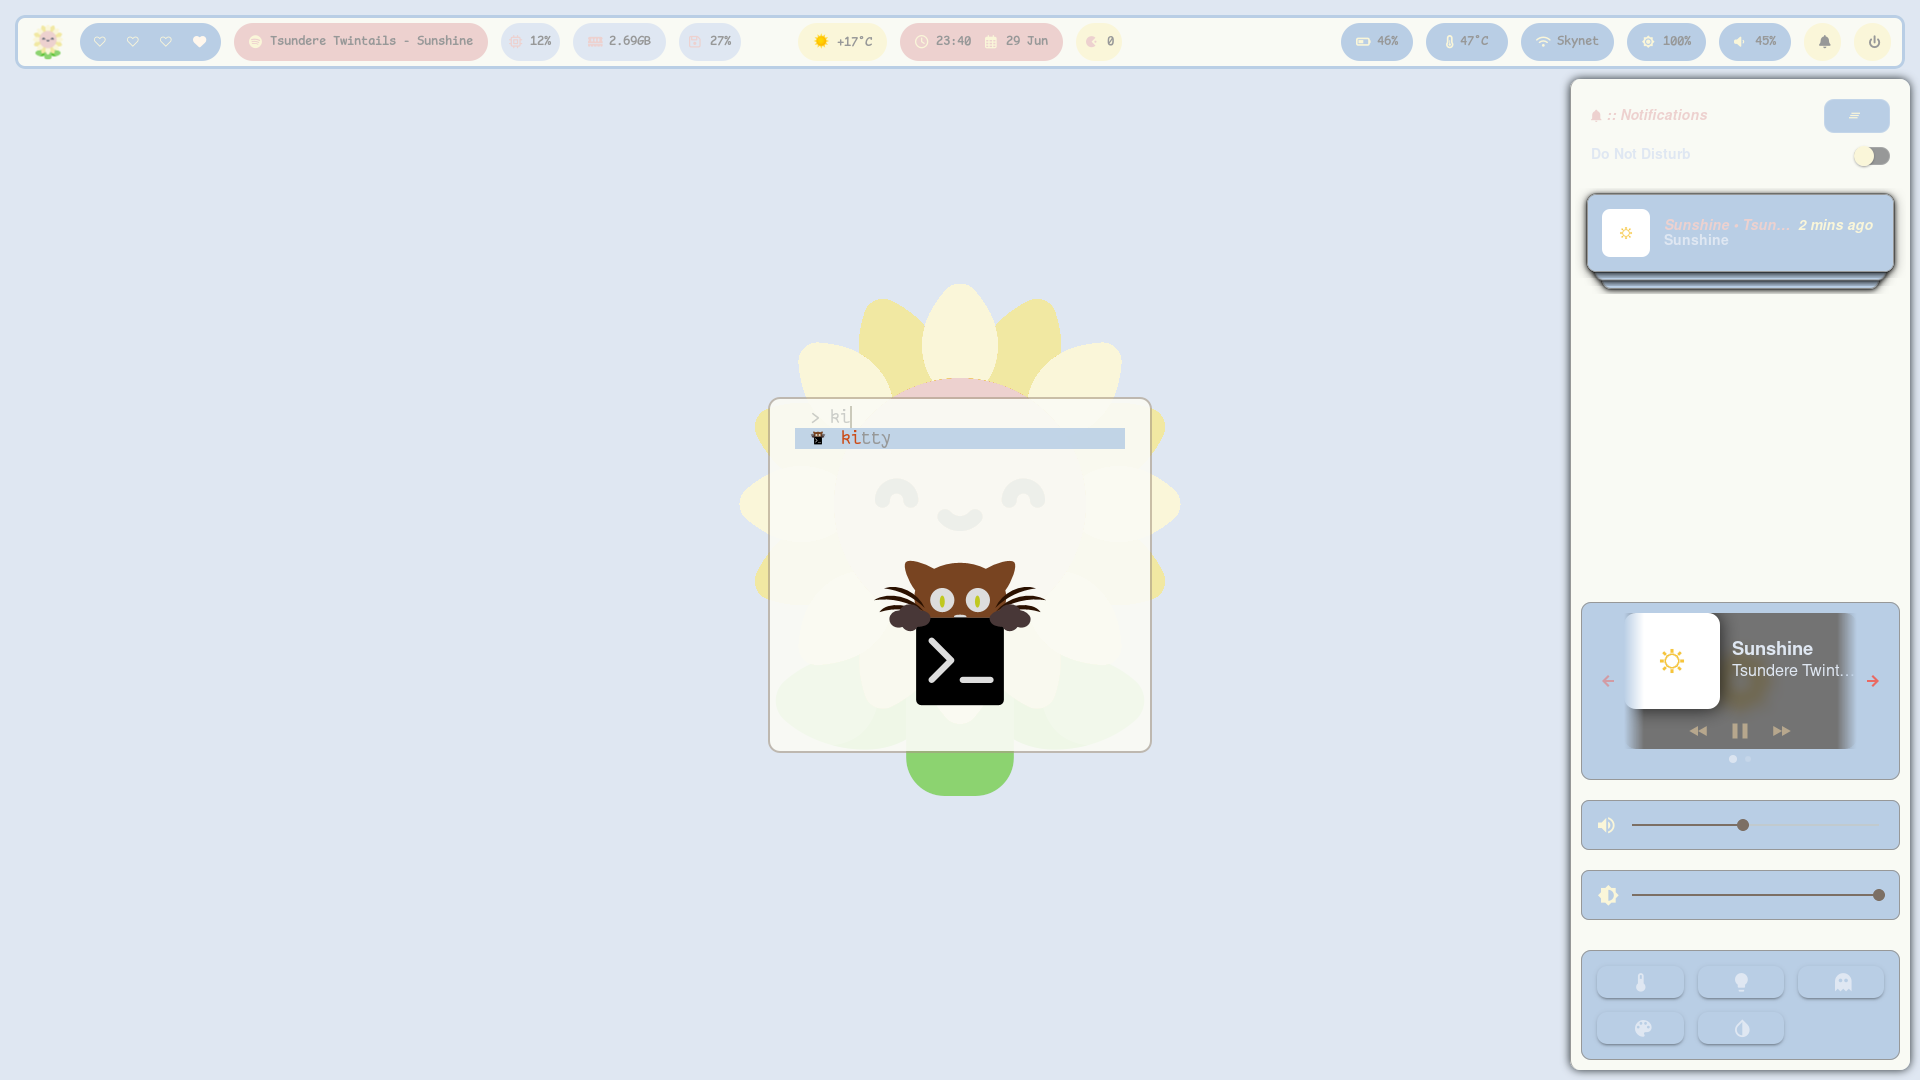 Tsundere Twintails - Sunshine
12%
2.69GB
27%
+17°C
23:40
29 Jun
0
46%
47°C
Skynet
100%
45%
:: Notifications
Do Not Disturb
Sunshine • Tsun... 2 mins ago
Sunshine
> ki
kitty
Sunshine
Tsundere Twint...